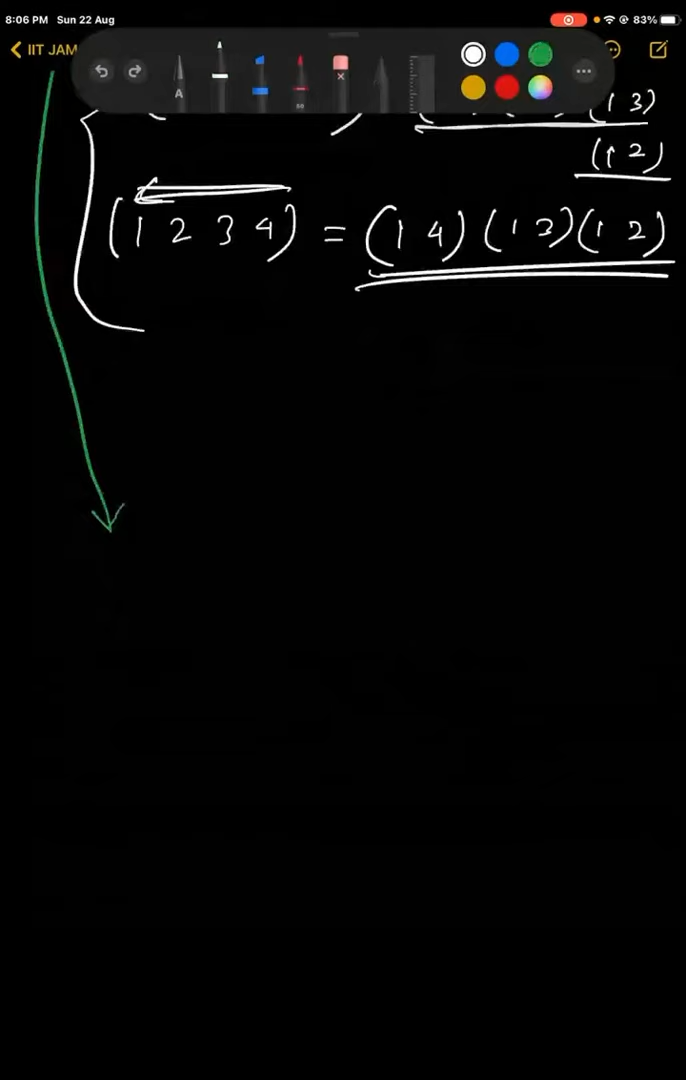 8:06 PM Sun 22 Aug 83%
IIT JAM
(1 3)
(1 2)
(1 2 3 4) = (1 4) (1 3)(1 2)